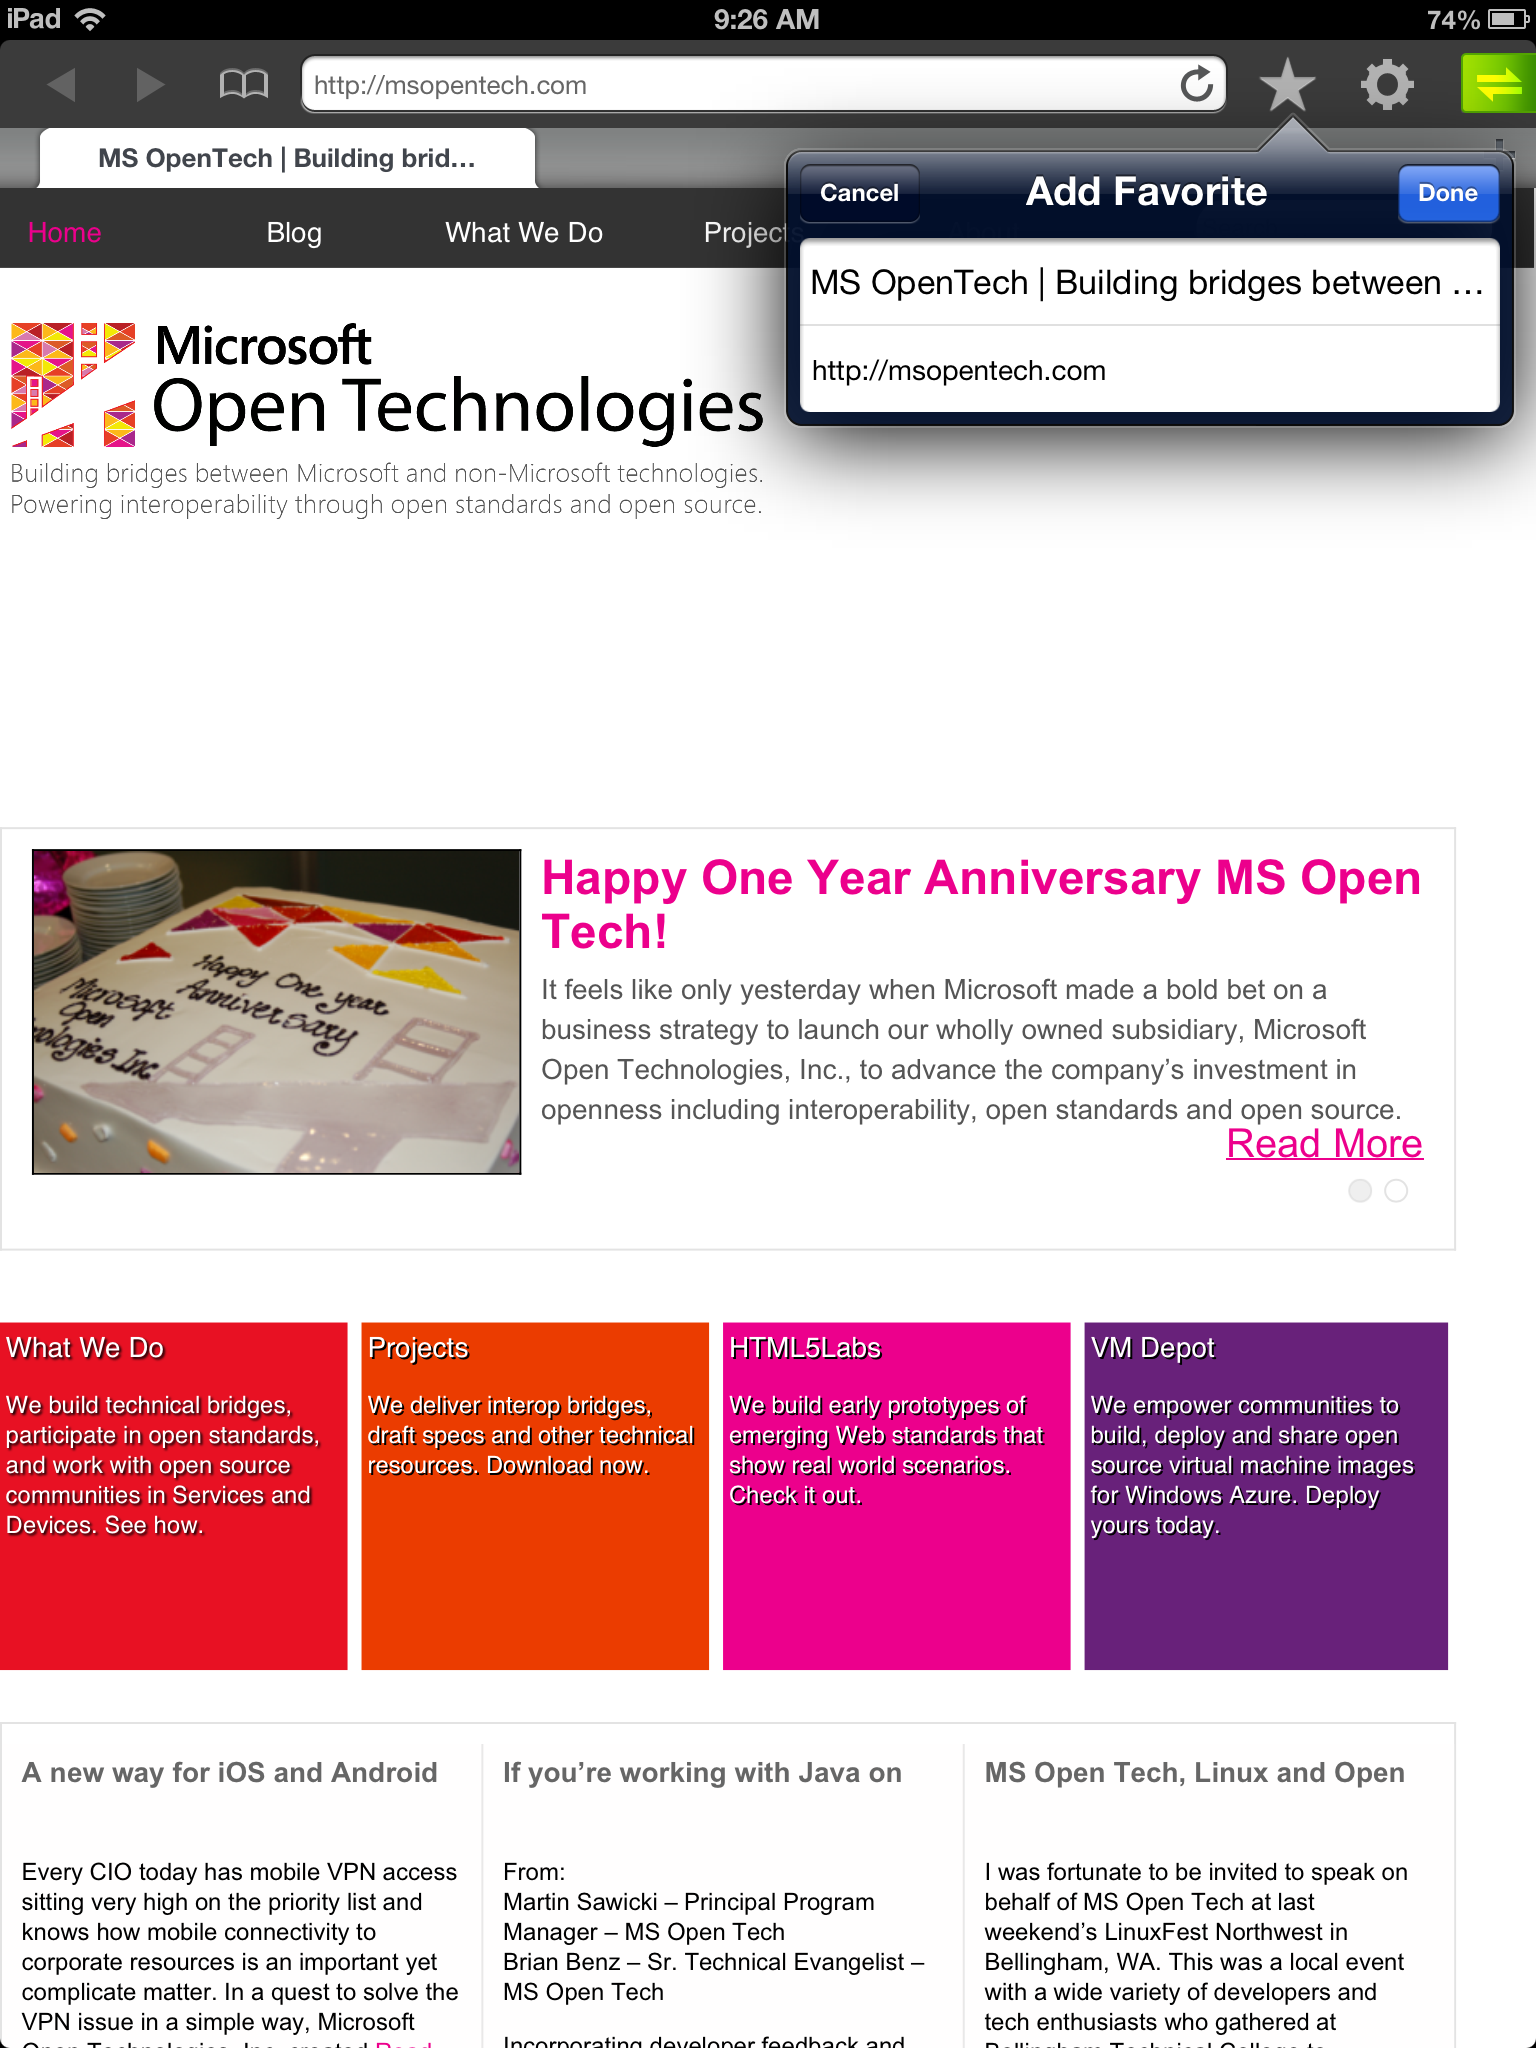 iPad 9:26 AM 74%
http://msopentech.com
MS OpenTech | Building brid...
Cancel Add Favorite Done
MS OpenTech | Building bridges between ...
http://msopentech.com
Home Blog What We Do Projects
Microsoft
Open Technologies
Building bridges between Microsoft and non-Microsoft technologies.
Powering interoperability through open standards and open source.
Happy One year
Anniversary
Microsoft
Open
nologies Inc
Happy One Year Anniversary MS Open
Tech!
It feels like only yesterday when Microsoft made a bold bet on a
business strategy to launch our wholly owned subsidiary, Microsoft
Open Technologies, Inc., to advance the company’s investment in
openness including interoperability, open standards and open source.
Read More
What We Do
We build technical bridges,
participate in open standards,
and work with open source
communities in Services and
Devices. See how.
Projects
We deliver interop bridges,
draft specs and other technical
resources. Download now.
HTML5Labs
We build early prototypes of
emerging Web standards that
show real world scenarios.
Check it out.
VM Depot
We empower communities to
build, deploy and share open
source virtual machine images
for Windows Azure. Deploy
yours today.
A new way for iOS and Android
Every CIO today has mobile VPN access
sitting very high on the priority list and
knows how mobile connectivity to
corporate resources is an important yet
complicate matter. In a quest to solve the
VPN issue in a simple way, Microsoft
Open Technologies, Inc. created Read
If you’re working with Java on
From:
Martin Sawicki – Principal Program
Manager – MS Open Tech
Brian Benz – Sr. Technical Evangelist –
MS Open Tech
Incorporating developer feedback and
MS Open Tech, Linux and Open
I was fortunate to be invited to speak on
behalf of MS Open Tech at last
weekend’s LinuxFest Northwest in
Bellingham, WA. This was a local event
with a wide variety of developers and
tech enthusiasts who gathered at
Bellingham Technical College to